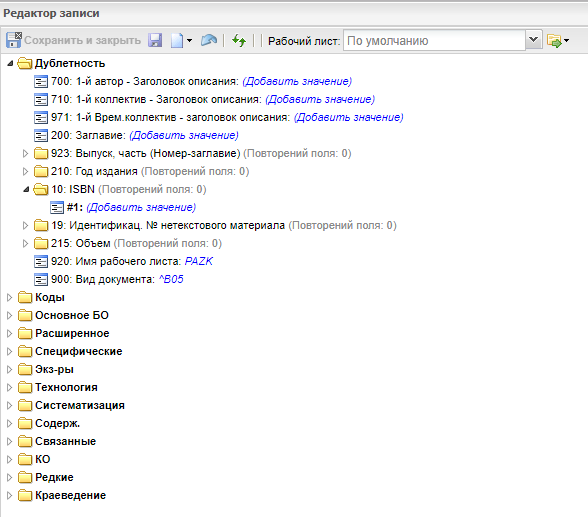 Редактор записи
Сохранить и закрыть Рабочий лист: По умолчанию
Дублетность
700: 1-й автор - Заголовок описания: (Добавить значение)
710: 1-й коллектив - Заголовок описания: (Добавить значение)
971: 1-й Врем.коллектив - заголовок описания: (Добавить значение)
200: Заглавие: (Добавить значение)
923: Выпуск, часть (Номер-заглавие) (Повторений поля: 0)
210: Год издания (Повторений поля: 0)
10: ISBN (Повторений поля: 0)
#1: (Добавить значение)
19: Идентификац. № нетекстового материала (Повторений поля: 0)
215: Объем (Повторений поля: 0)
920: Имя рабочего листа: PAZK
900: Вид документа: ^B05
Коды
Основное БО
Расширенное
Специфические
Экз-ры
Технология
Систематизация
Содерж.
Связанные
КО
Редкие
Краеведение